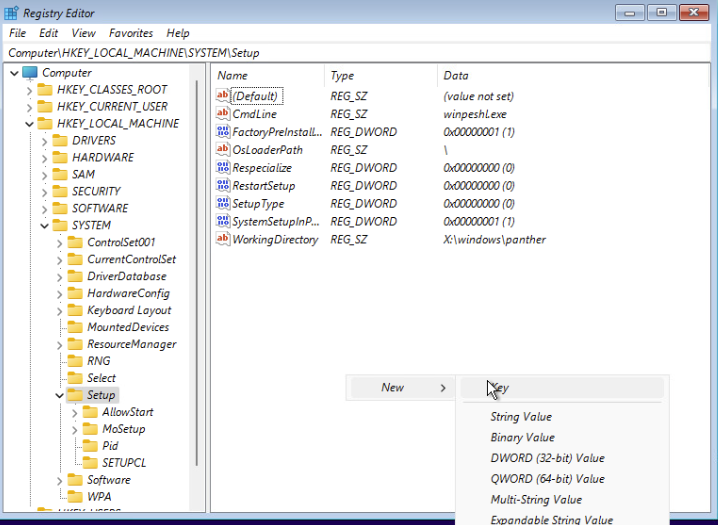 Registry Editor
File Edit View Favorites Help
Computer\HKEY_LOCAL_MACHINE\SYSTEM\Setup
Computer
HKEY_CLASSES_ROOT
HKEY_CURRENT_USER
HKEY_LOCAL_MACHINE
DRIVERS
HARDWARE
SAM
SECURITY
SOFTWARE
SYSTEM
ControlSet001
CurrentControlSet
DriverDatabase
HardwareConfig
Keyboard Layout
MountedDevices
ResourceManager
RNG
Select
Setup
AllowStart
MoSetup
Pid
SETUPCL
Software
WPA
HKEY_USERS
Name Type Data
(Default) REG_SZ (value not set)
CmdLine REG_SZ winpeshl.exe
FactoryPreInstall... REG_DWORD 0x00000001 (1)
OsLoaderPath REG_SZ \
Respecialize REG_DWORD 0x00000000 (0)
RestartSetup REG_DWORD 0x00000000 (0)
SetupType REG_DWORD 0x00000000 (0)
SystemSetupInP... REG_DWORD 0x00000001 (1)
WorkingDirectory REG_SZ X:\windows\panther
New
Key
String Value
Binary Value
DWORD (32-bit) Value
QWORD (64-bit) Value
Multi-String Value
Expandable String Value